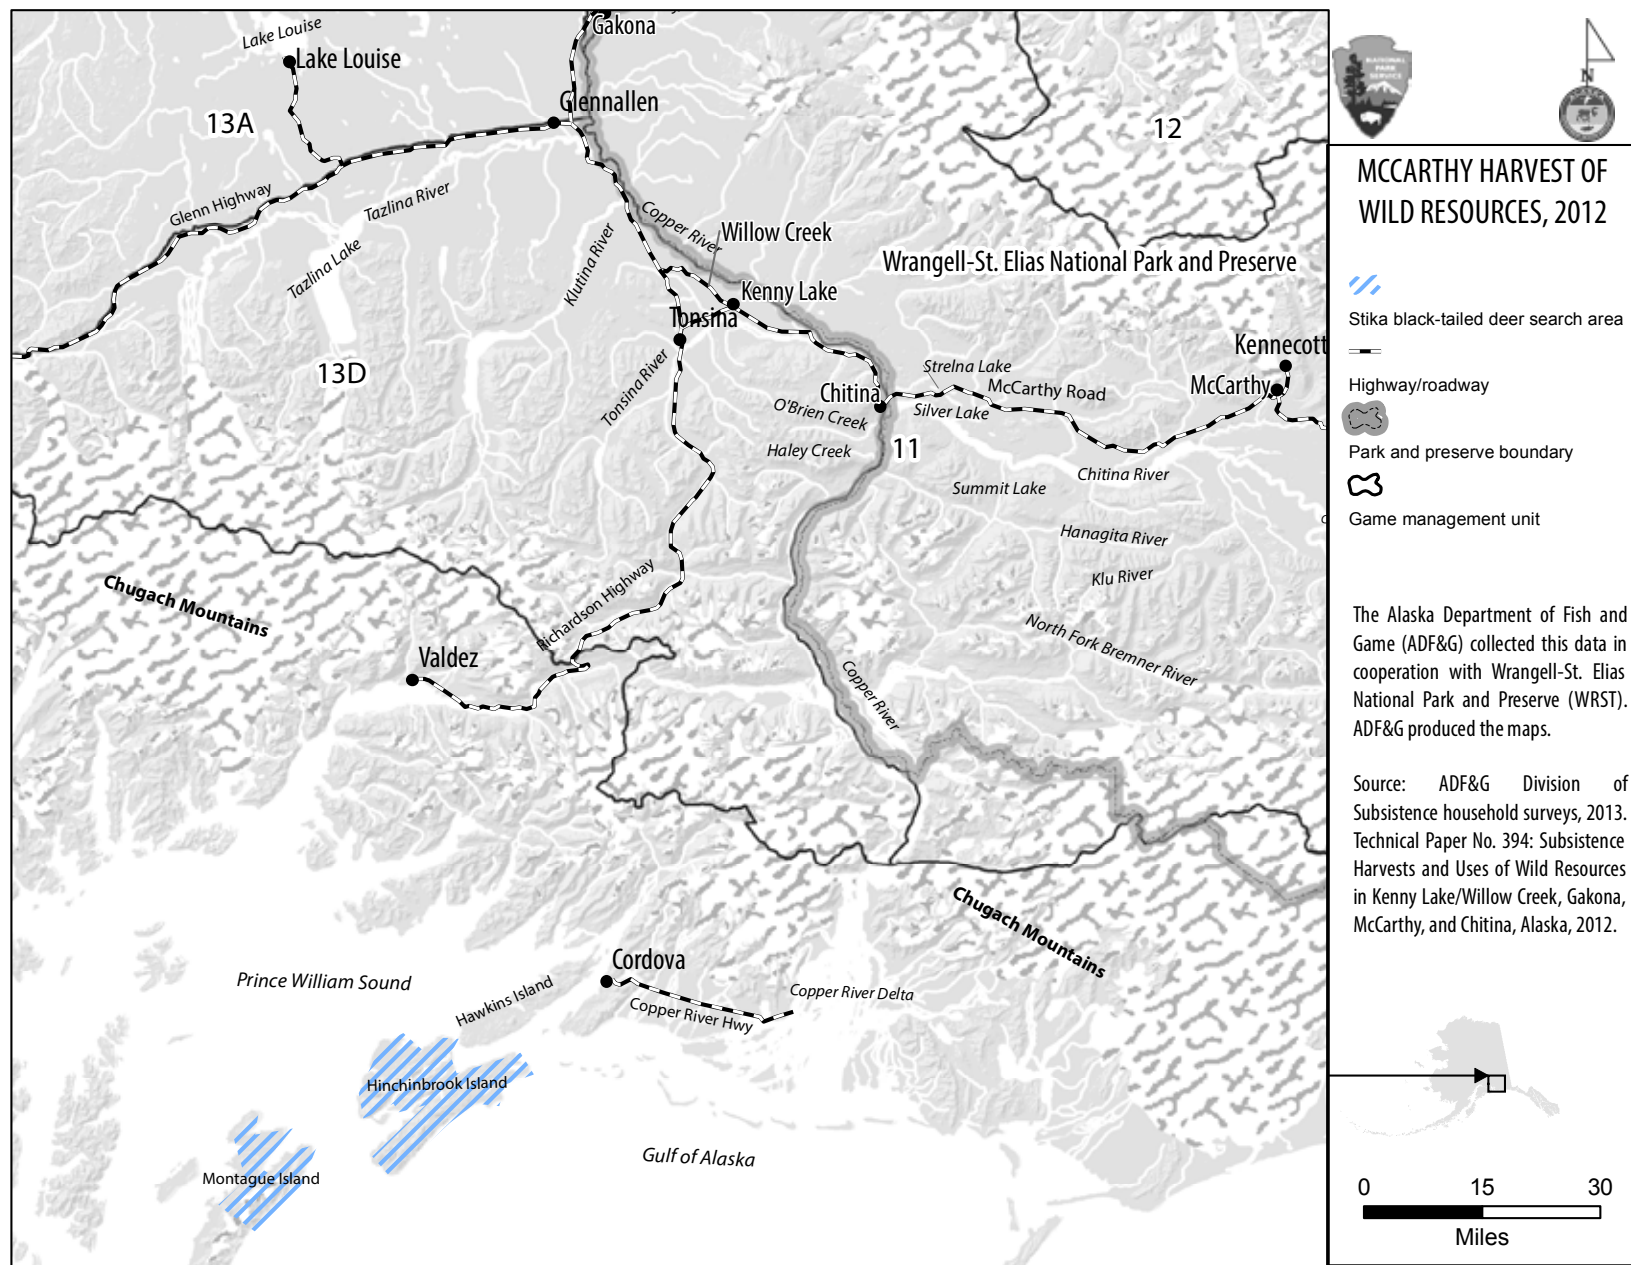 Lake Louise
Lake Louise
Gakona
Glennallen
13A
12
Glenn Highway
Tazlina River
Tazlina Lake
Klutina River
Copper River
Willow Creek
Wrangell-St. Elias National Park and Preserve
Kenny Lake
Tonsina
13D
Tonsina River
Kennecott
McCarthy
Strelna Lake
McCarthy Road
Chitina
Silver Lake
O'Brien Creek
Haley Creek
11
Chitina River
Summit Lake
Hanagita River
Klu River
North Fork Bremner River
Chugach Mountains
Richardson Highway
Valdez
Copper River
Chugach Mountains
Cordova
Prince William Sound
Hawkins Island
Copper River Hwy
Copper River Delta
Hinchinbrook Island
Montague Island
Gulf of Alaska
NATIONAL
PARK
SERVICE
N
MCCARTHY HARVEST OF
WILD RESOURCES, 2012
Stika black-tailed deer search area
Highway/roadway
Park and preserve boundary
Game management unit
The Alaska Department of Fish and
Game (ADF&G) collected this data in
cooperation with Wrangell-St. Elias
National Park and Preserve (WRST).
ADF&G produced the maps.
Source: ADF&G Division of
Subsistence household surveys, 2013.
Technical Paper No. 394: Subsistence
Harvests and Uses of Wild Resources
in Kenny Lake/Willow Creek, Gakona,
McCarthy, and Chitina, Alaska, 2012.
0 15 30
Miles